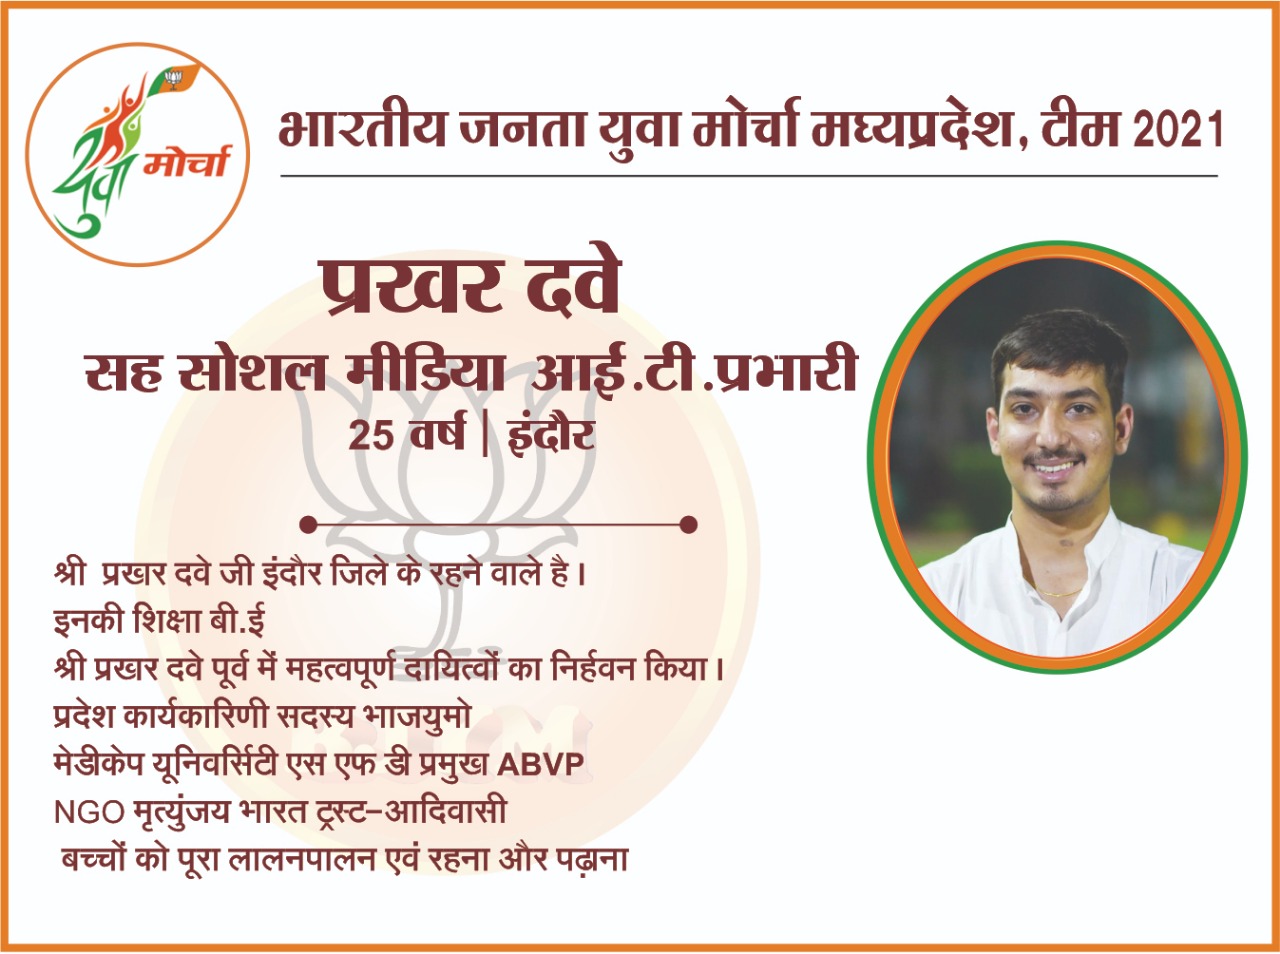 युवा मोर्चा
भारतीय जनता युवा मोर्चा मध्यप्रदेश, टीम 2021
प्रखर दवे
सह सोशल मीडिया आई.टी.प्रभारी
25 वर्ष | इंदौर
श्री प्रखर दवे जी इंदौर जिले के रहने वाले है।
इनकी शिक्षा बी.ई
श्री प्रखर दवे पूर्व में महत्वपूर्ण दायित्वों का निर्हवन किया।
प्रदेश कार्यकारिणी सदस्य भाजयुमो
मेडीकेप यूनिवर्सिटी एस एफ डी प्रमुख ABVP
NGO मृत्युंजय भारत ट्रस्ट-आदिवासी
बच्चों को पूरा लालनपालन एवं रहना और पढ़ाना